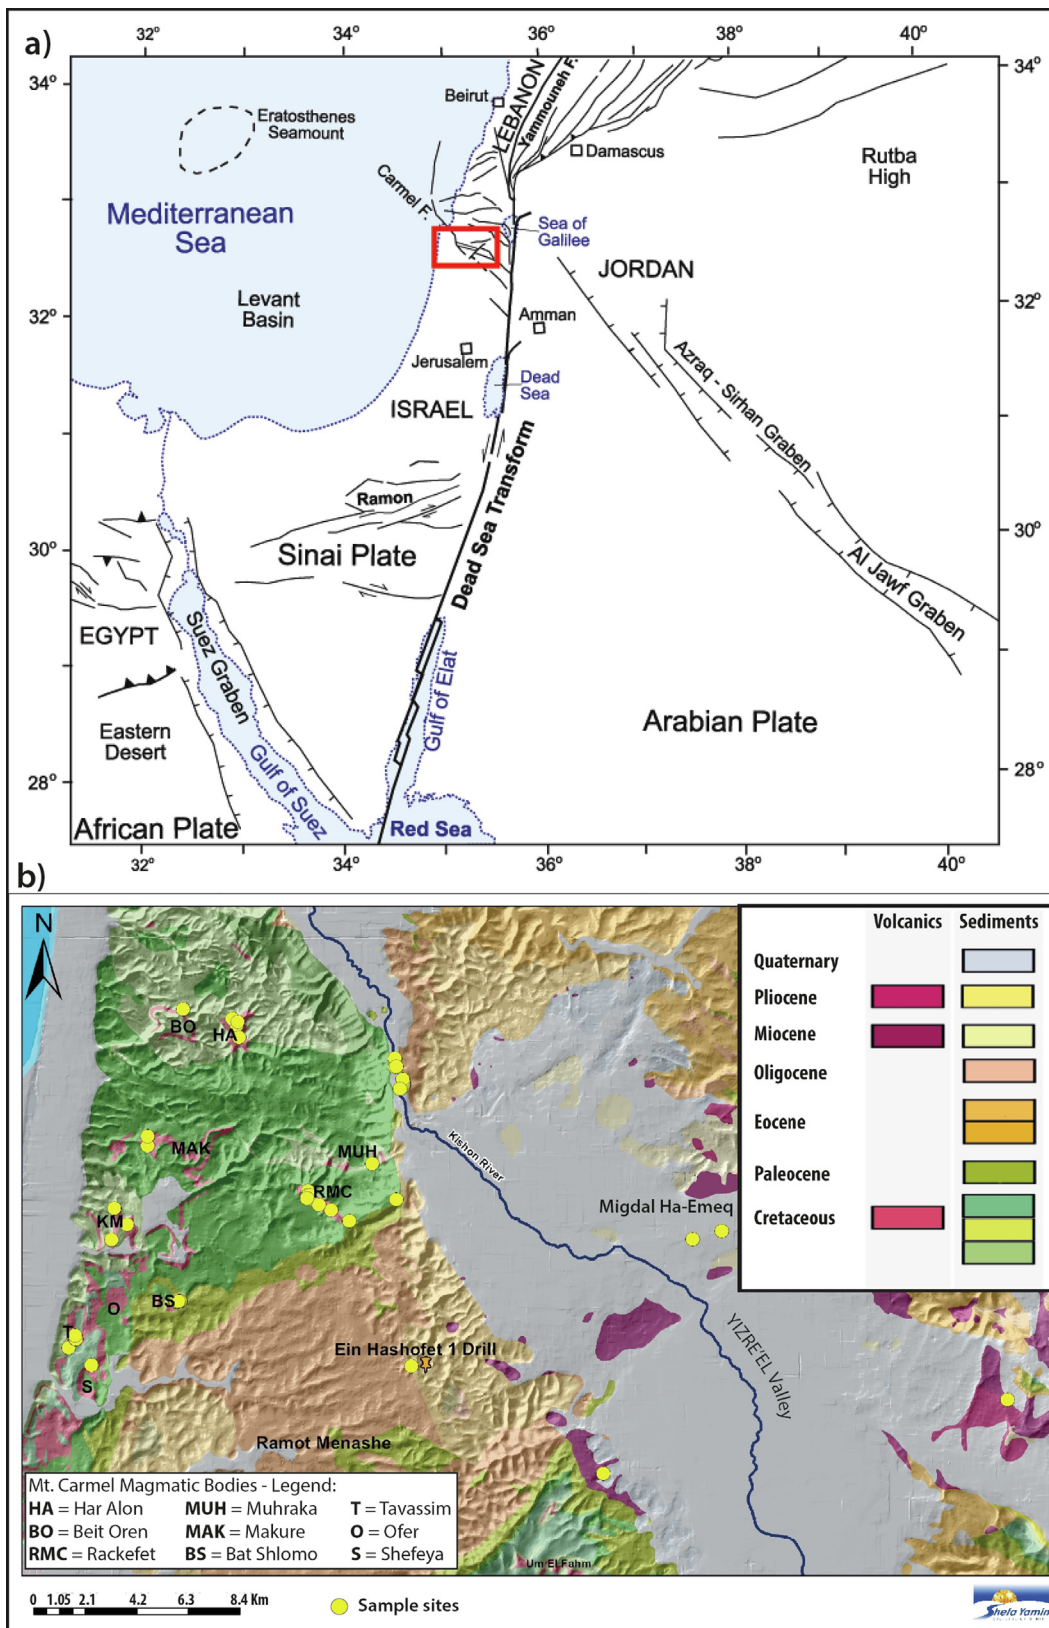 a)
32° 34° 36° 38° 40°
34°
34°
Beirut
LEBANON
Yammouneh F.
Eratosthenes
Seamount
Damascus
Rutba
High
Carmel F.
Mediterranean
Sea
Sea of
Galilee
JORDAN
Levant
Basin
32°
32°
Amman
Jerusalem
Dead
Sea
ISRAEL
Azraq - Sirhan Graben
Dead Sea Transform
Ramon
30°
30°
Sinai Plate
Al Jawf Graben
EGYPT
Suez Graben
Gulf of Elat
Arabian Plate
Eastern
Desert
Gulf of Suez
28°
28°
African Plate
Red Sea
32° 34° 36° 38° 40°
b)
N
Volcanics Sediments
Quaternary
Pliocene
Miocene
Oligocene
Eocene
Paleocene
Cretaceous
BO
HA
MAK
MUH
Kishon River
RMC
KM
Migdal Ha-Emeq
BS
O
T
Ein Hashofet 1 Drill
YIZRE'EL Valley
S
Ramot Menashe
Um El Fahm
Mt. Carmel Magmatic Bodies - Legend:
HA = Har Alon MUH = Muhraka T = Tavassim
BO = Beit Oren MAK = Makure O = Ofer
RMC = Rackefet BS = Bat Shlomo S = Shefeya
0 1.05 2.1 4.2 6.3 8.4 Km
Sample sites
Shela Yamin